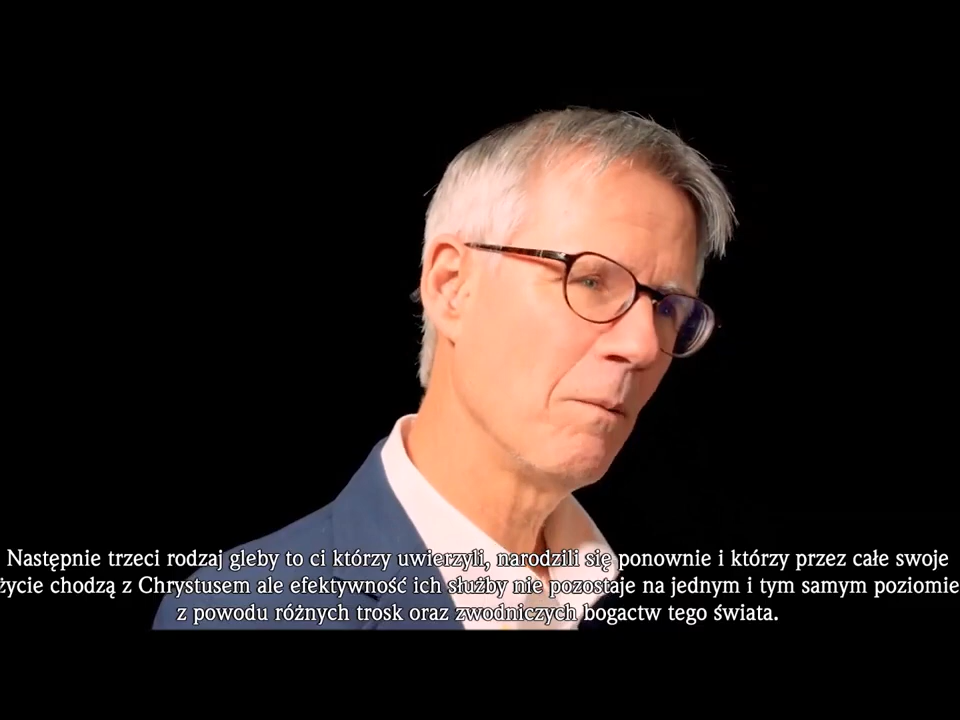 Następnie trzeci rodzaj gleby to ci którzy uwierzyli, narodzili się ponownie i którzy przez całe swoje
życie chodzą z Chrystusem ale efektywność ich służby nie pozostaje na jednym i tym samym poziomie
z powodu różnych trosk oraz zwodniczych bogactw tego świata.